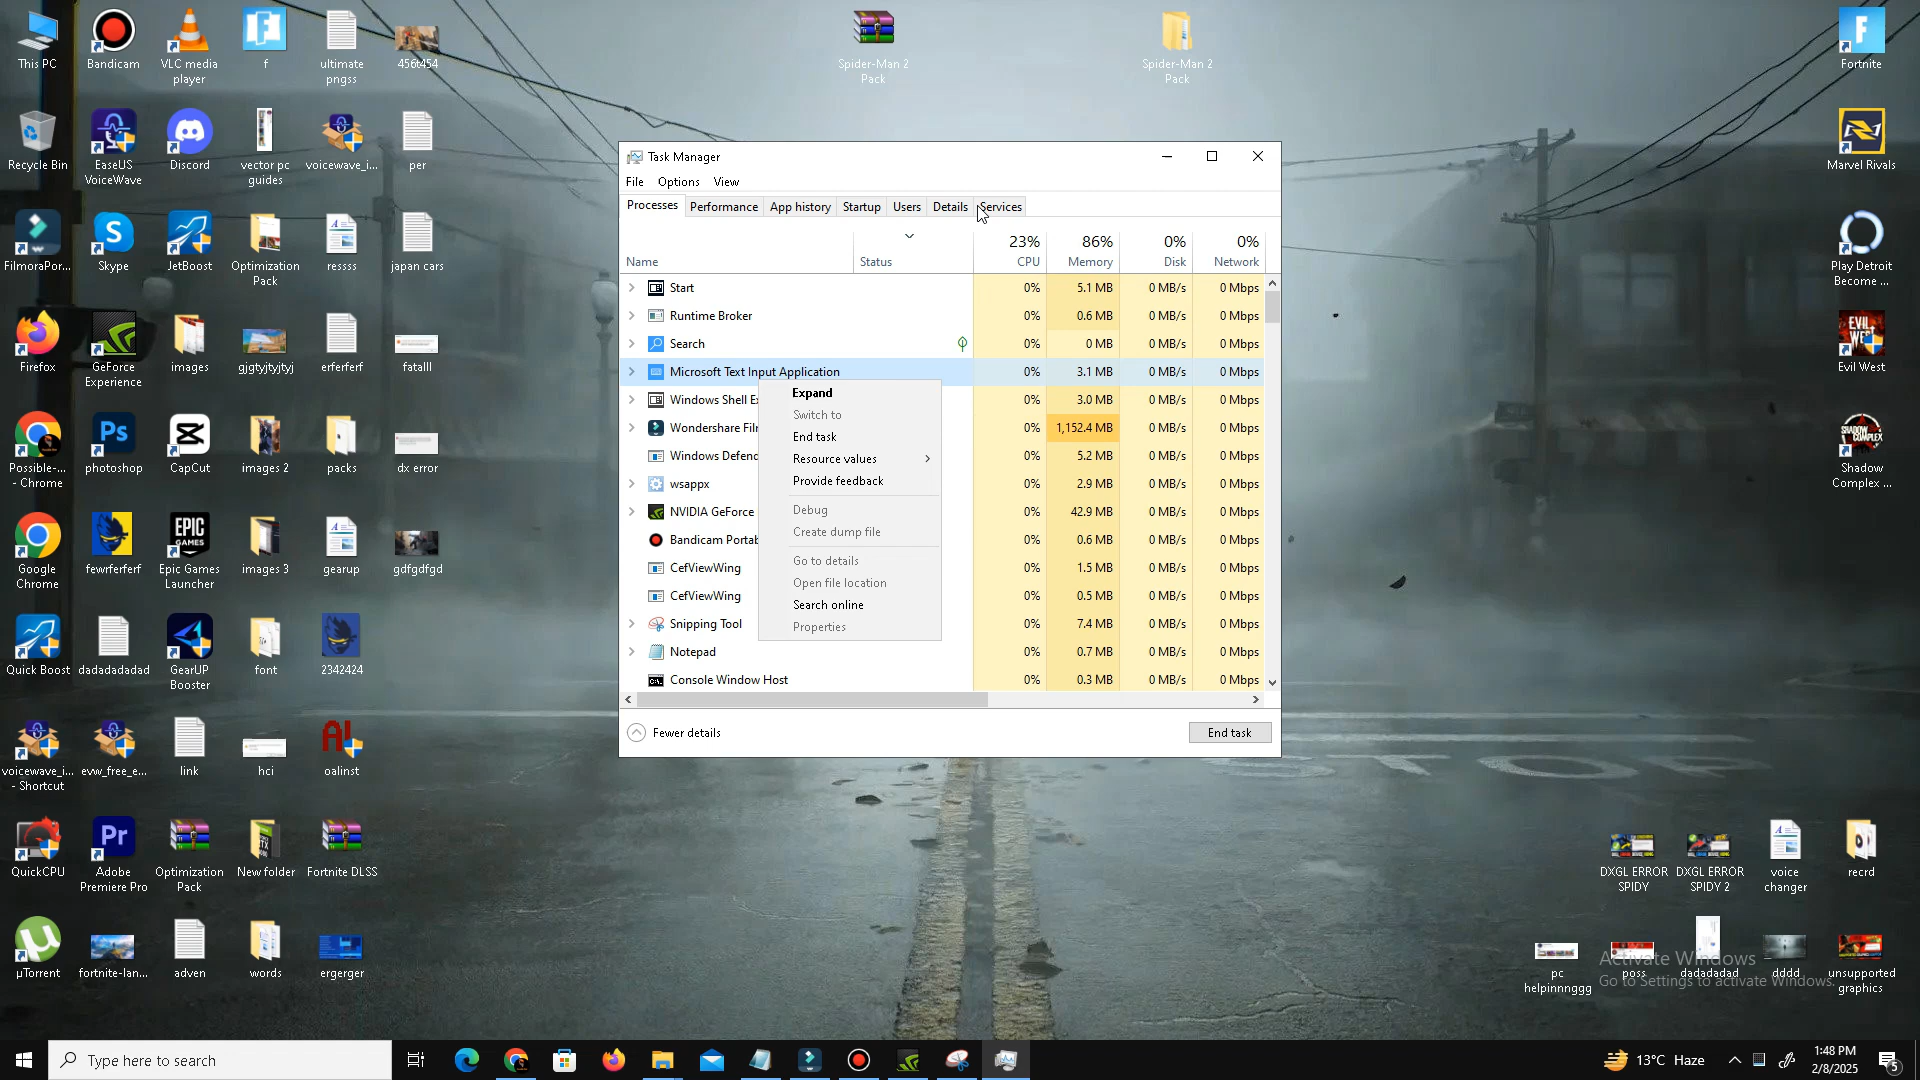 This PC
Bandicam
VLC media
player
f
ultimate
pngss
456t454
Recycle Bin
EaseUS
VoiceWave
Discord
vector pc
guides
voicewave_i...
per
FilmoraPor...
Skype
JetBoost
Optimization
Pack
ressss
japan cars
Firefox
GeForce
Experience
images
gjgtyjtyjtyj
erferferf
fatalll
Possible-...
- Chrome
photoshop
CapCut
images 2
packs
dx error
Google
Chrome
fewrferferf
Epic Games
Launcher
images 3
gearup
gdfgdfgd
Quick Boost
dadadadadad
GearUP
Booster
font
2342424
voicewave_i...
- Shortcut
evw_free_e...
link
hci
oalinst
QuickCPU
Adobe
Premiere Pro
Optimization
Pack
New folder
Fortnite DLSS
µTorrent
fortnite-lan...
adven
words
ergerger
Spider-Man 2
Pack
Spider-Man 2
Pack
Fortnite
Marvel Rivals
Play Detroit
Become ...
Evil West
Shadow
Complex ...
DXGL ERROR
SPIDY
DXGL ERROR
SPIDY 2
voice
changer
recrd
pc
helpinnnggg
poss
dadadadad
dddd
unsupported
graphics
Activate Windows
Go to Settings to activate Windows.
Task Manager
File Options View
Processes Performance App history Startup Users Details Services
23% 86% 0% 0%
Name Status CPU Memory Disk Network
Start 0% 5.1 MB 0 MB/s 0 Mbps
Runtime Broker 0% 0.6 MB 0 MB/s 0 Mbps
Search 0% 0 MB 0 MB/s 0 Mbps
Microsoft Text Input Application 0% 3.1 MB 0 MB/s 0 Mbps
Windows Shell Ex 0% 3.0 MB 0 MB/s 0 Mbps
Wondershare Filr 0% 1,152.4 MB 0 MB/s 0 Mbps
Windows Defend 0% 5.2 MB 0 MB/s 0 Mbps
wsappx 0% 2.9 MB 0 MB/s 0 Mbps
NVIDIA GeForce 0% 42.9 MB 0 MB/s 0 Mbps
Bandicam Portab 0% 0.6 MB 0 MB/s 0 Mbps
CefViewWing 0% 1.5 MB 0 MB/s 0 Mbps
CefViewWing 0% 0.5 MB 0 MB/s 0 Mbps
Snipping Tool 0% 7.4 MB 0 MB/s 0 Mbps
Notepad 0% 0.7 MB 0 MB/s 0 Mbps
Console Window Host 0% 0.3 MB 0 MB/s 0 Mbps
Expand
Switch to
End task
Resource values
Provide feedback
Debug
Create dump file
Go to details
Open file location
Search online
Properties
Fewer details
End task
Type here to search
13°C Haze
1:48 PM
2/8/2025
5